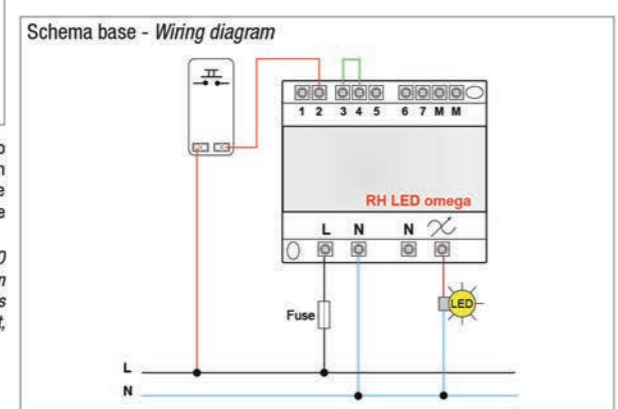 Schema base - Wiring diagram
1 2 3 4 5 6 7 M M
RH LED omega
L N N
LED
Fuse
L
N
o
n
e
e
O
n
s
t,